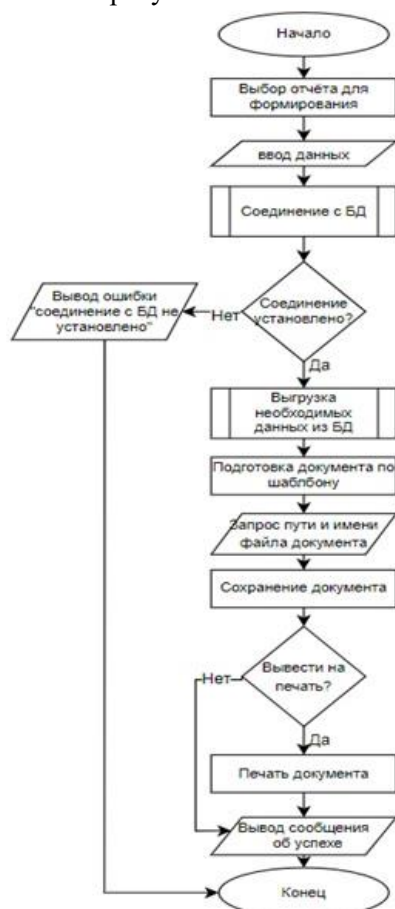 Начало
Выбор отчёта для
формирования
ввод данных
Соединение с БД
Соединение
установлено?
Нет
Вывод ошибки
"соединение с БД не
установлено"
Да
Выгрузка
необходимых
данных из БД
Подготовка документа по
шаблбону
Запрос пути и имени
файла документа
Сохранение документа
Вывести на
печать?
Нет
Да
Печать документа
Вывод сообщения
об успехе
Конец